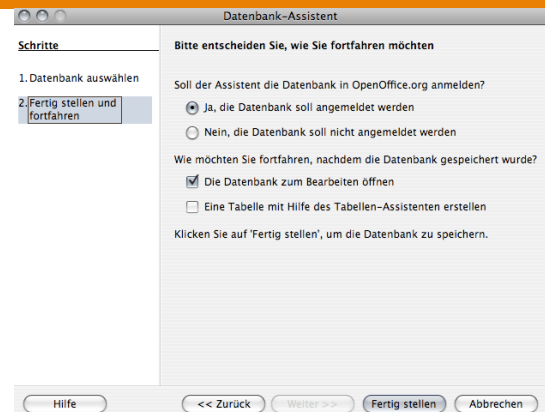 Datenbank-Assistent
Schritte
1. Datenbank auswählen
2. Fertig stellen und
fortfahren
Bitte entscheiden Sie, wie Sie fortfahren möchten
Soll der Assistent die Datenbank in OpenOffice.org anmelden?
Ja, die Datenbank soll angemeldet werden
Nein, die Datenbank soll nicht angemeldet werden
Wie möchten Sie fortfahren, nachdem die Datenbank gespeichert wurde?
Die Datenbank zum Bearbeiten öffnen
Eine Tabelle mit Hilfe des Tabellen-Assistenten erstellen
Klicken Sie auf 'Fertig stellen', um die Datenbank zu speichern.
Hilfe
<< Zurück
Weiter >>
Fertig stellen
Abbrechen